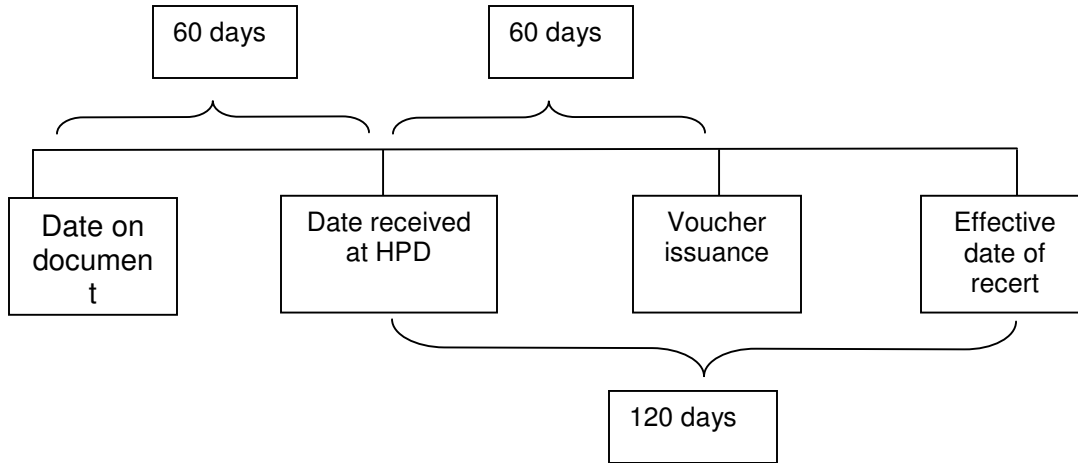 60 days
60 days
Date on
documen
t
Date received
at HPD
Voucher
issuance
Effective
date of
recert
120 days